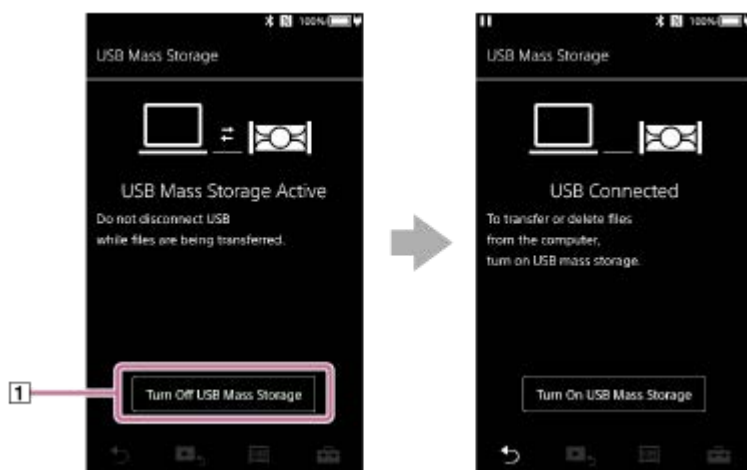 100%
USB Mass Storage
USB Mass Storage Active
Do not disconnect USB
while files are being transferred.
1
Turn Off USB Mass Storage
100%
USB Mass Storage
USB Connected
To transfer or delete files
from the computer,
turn on USB mass storage.
Turn On USB Mass Storage